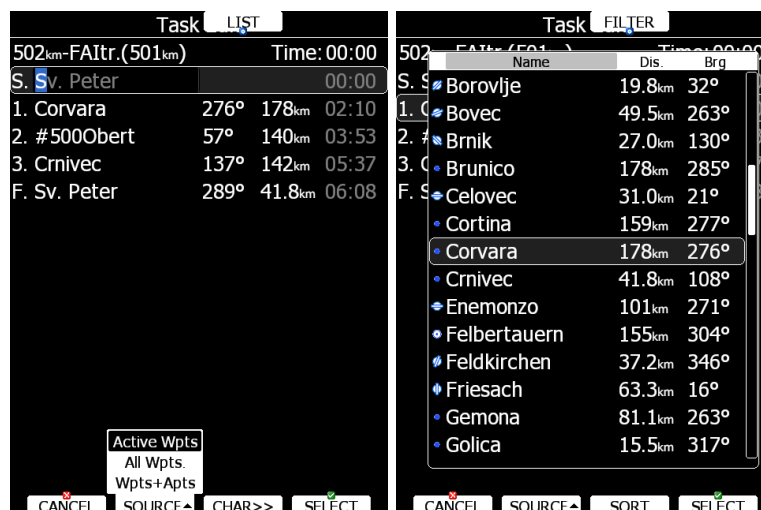 Task
LIST
502km-FAItr.(501km) Time: 00:00
S. Sv. Peter 00:00
1. Corvara 276° 178km 02:10
2. #500Obert 57° 140km 03:53
3. Crnivec 137° 142km 05:37
F. Sv. Peter 289° 41.8km 06:08
Active Wpts
All Wpts.
Wpts+Apts
CANCEL SOURCE CHAR>> SELECT
Task
FILTER
Name Dis. Brg
Borovlje 19.8km 32°
Bovec 49.5km 263°
Brnik 27.0km 130°
Brunico 178km 285°
Celovec 31.0km 21°
Cortina 159km 277°
Corvara 178km 276°
Crnivec 41.8km 108°
Enemonzo 101km 271°
Felbertauern 155km 304°
Feldkirchen 37.2km 346°
Friesach 63.3km 16°
Gemona 81.1km 263°
Golica 15.5km 317°
CANCEL SOURCE SORT SELECT